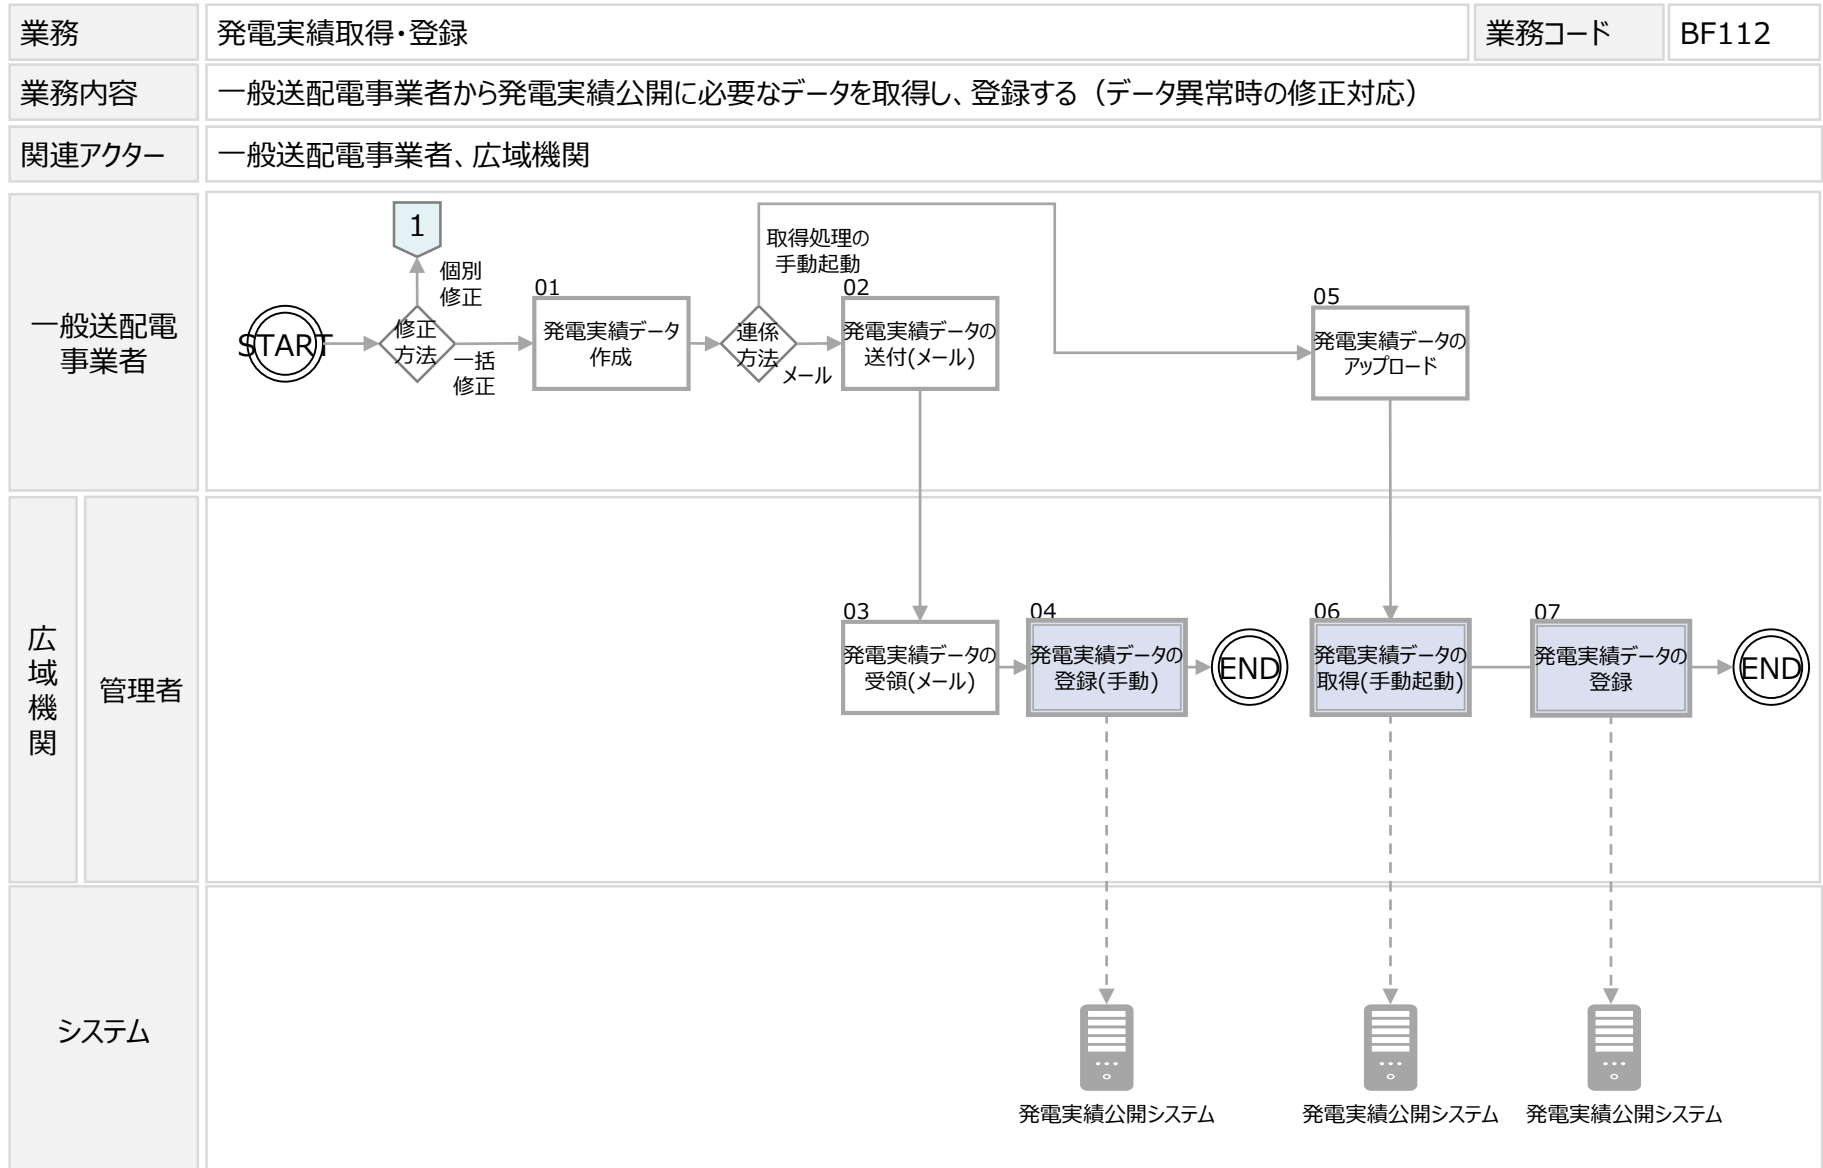 業務
発電実績取得・登録
業務コード
BF112
業務内容
一般送配電事業者から発電実績公開に必要なデータを取得し、登録する（データ異常時の修正対応）
関連アクター
一般送配電事業者、広域機関
一般送配電
事業者
START
修正
方法
1
個別
修正
一括
修正
01
発電実績データ
作成
連係
方法
取得処理の
手動起動
メール
02
発電実績データの
送付(メール)
05
発電実績データの
アップロード
広域機関
管理者
03
発電実績データの
受領(メール)
04
発電実績データの
登録(手動)
END
06
発電実績データの
取得(手動起動)
07
発電実績データの
登録
END
システム
発電実績公開システム
発電実績公開システム
発電実績公開システム